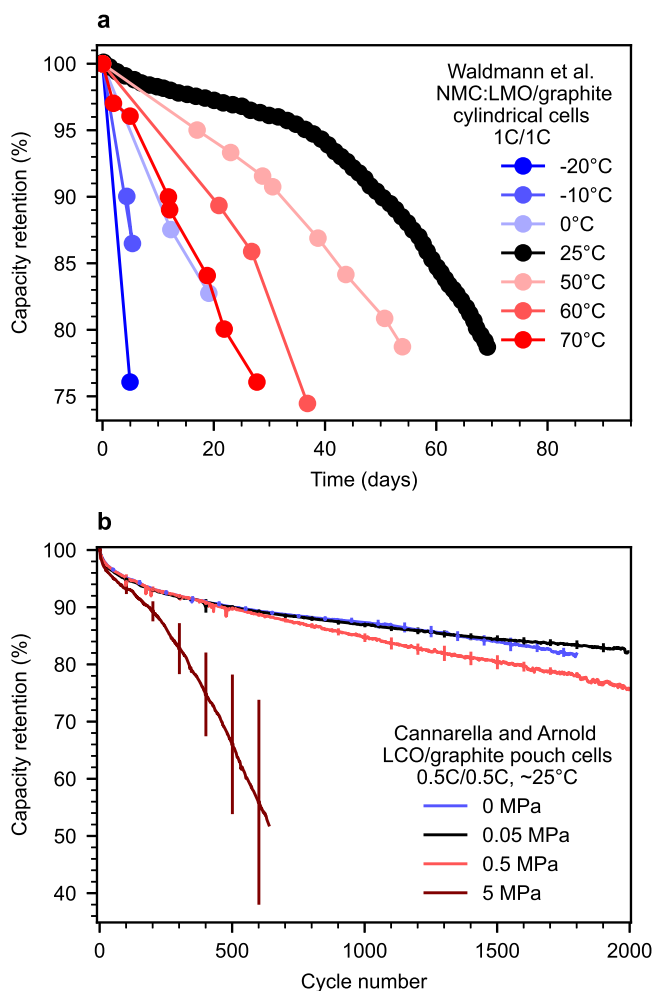 a
100
95
90
85
80
75
Capacity retention (%)
Waldmann et al.
NMC:LMO/graphite
cylindrical cells
1C/1C
-20°C
-10°C
0°C
25°C
50°C
60°C
70°C
0 20 40 60 80
Time (days)
b
100
90
80
70
60
50
40
Capacity retention (%)
Cannarella and Arnold
LCO/graphite pouch cells
0.5C/0.5C, ~25°C
0 MPa
0.05 MPa
0.5 MPa
5 MPa
0 500 1000 1500 2000
Cycle number